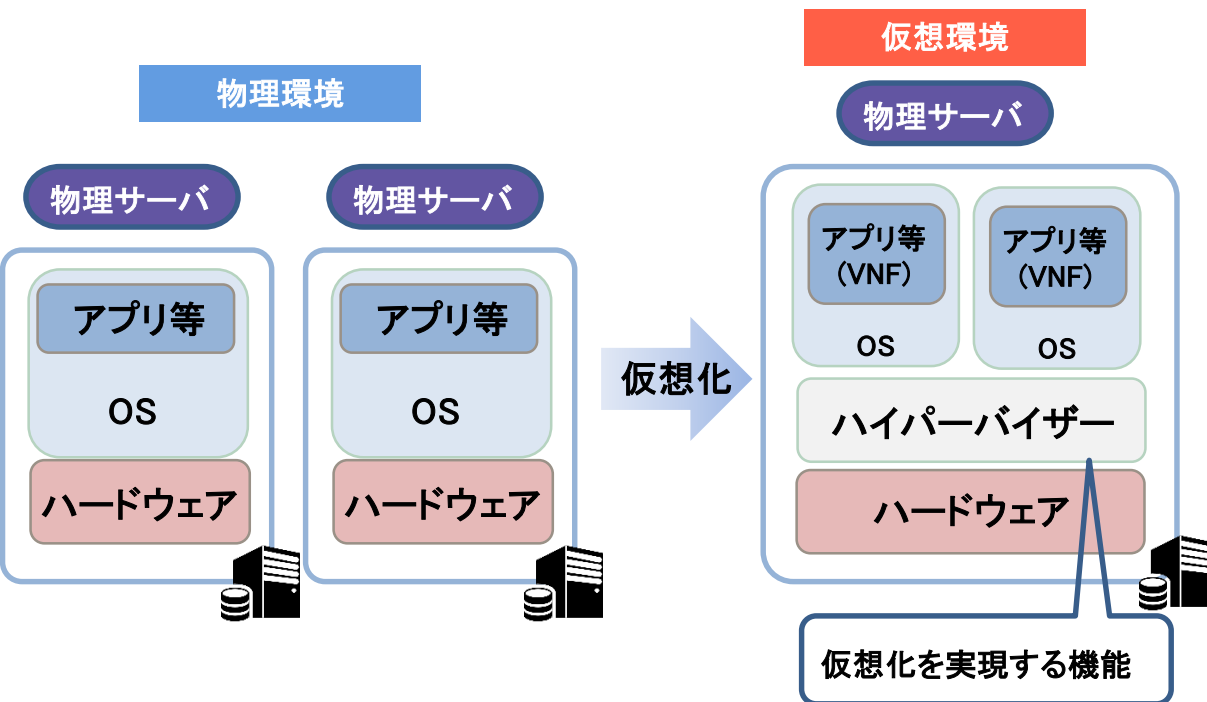 物理環境
物理サーバ
アプリ等
OS
ハードウェア
物理サーバ
アプリ等
OS
ハードウェア
仮想化
仮想環境
物理サーバ
アプリ等
(VNF)
OS
アプリ等
(VNF)
OS
ハイパーバイザー
ハードウェア
仮想化を実現する機能